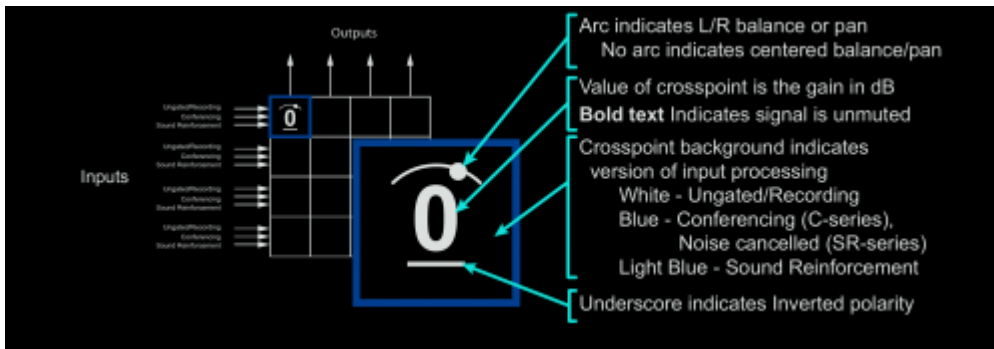 Outputs
Inputs
Ungated/Recording
Conferencing
Sound Reinforcement
Ungated/Recording
Conferencing
Sound Reinforcement
Ungated/Recording
Conferencing
Sound Reinforcement
Ungated/Recording
Conferencing
Sound Reinforcement
0
0
Arc indicates L/R balance or pan
No arc indicates centered balance/pan
Value of crosspoint is the gain in dB
Bold text Indicates signal is unmuted
Crosspoint background indicates
version of input processing
White - Ungated/Recording
Blue - Conferencing (C-series),
Noise cancelled (SR-series)
Light Blue - Sound Reinforcement
Underscore indicates Inverted polarity